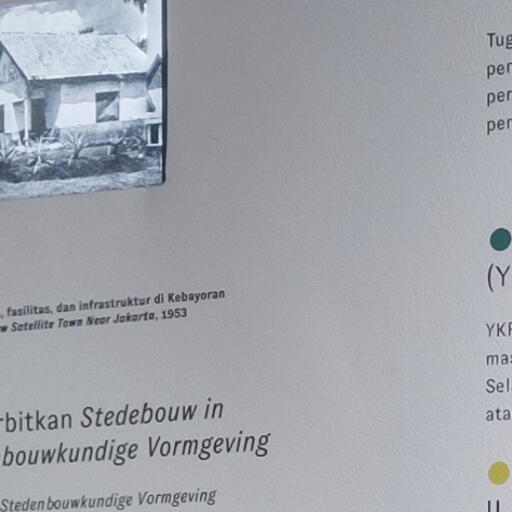 , fasilitas, dan infrastruktur di Kebayoran
w Satellite Town Near Jakarta, 1953
rbitkan Stedebouw in
bouwkundige Vormgeving
Stedenbouwkundige Vormgeving
Tug
per
per
per
(Y
YKP
mas
Sel
ata